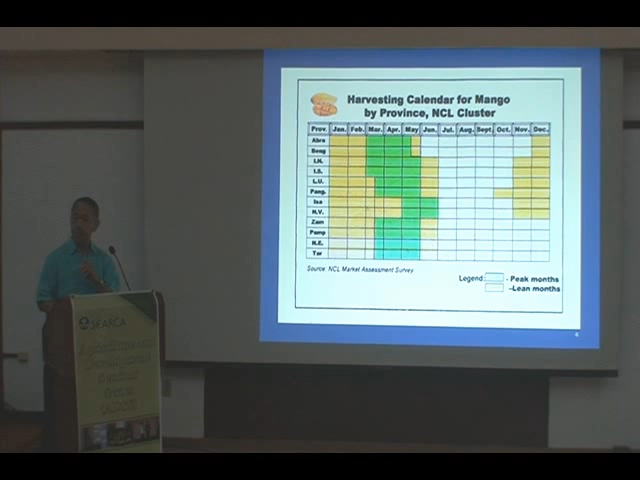 Harvesting Calendar for Mango
by Province, NCL Cluster
Prov. Jan. Feb. Mar. Apr. May Jun. Jul. Aug. Sept. Oct. Nov. Dec.
Abra
Beng
I.N.
I.S.
L.U.
Pang.
Isa
N.V.
Zam
Pamp
N.E.
Tar
Source: NCL Market Assessment Survey
Legend: - Peak months
-Lean months
4
SEARCA